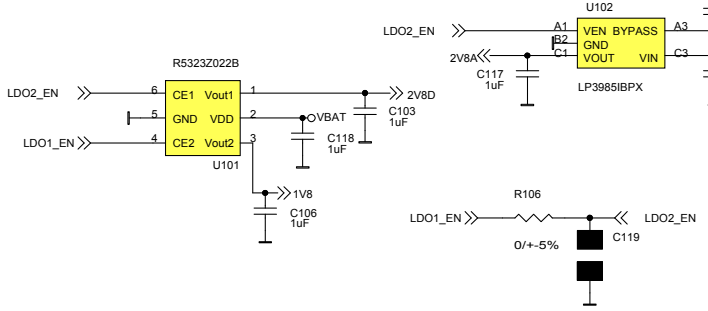 U102
LDO2_EN
A1 VEN BYPASS A3
B2 GND
2V8A C1 VOUT VIN C3
C117
1uF
LP3985IBPX
R5323Z022B
LDO2_EN 6 CE1 Vout1 1 2V8D
5 GND VDD 2 VBAT
LDO1_EN 4 CE2 Vout2 3
U101
C103
1uF
C118
1uF
1V8
C106
1uF
R106
LDO1_EN LDO2_EN
0/+-5%
C119